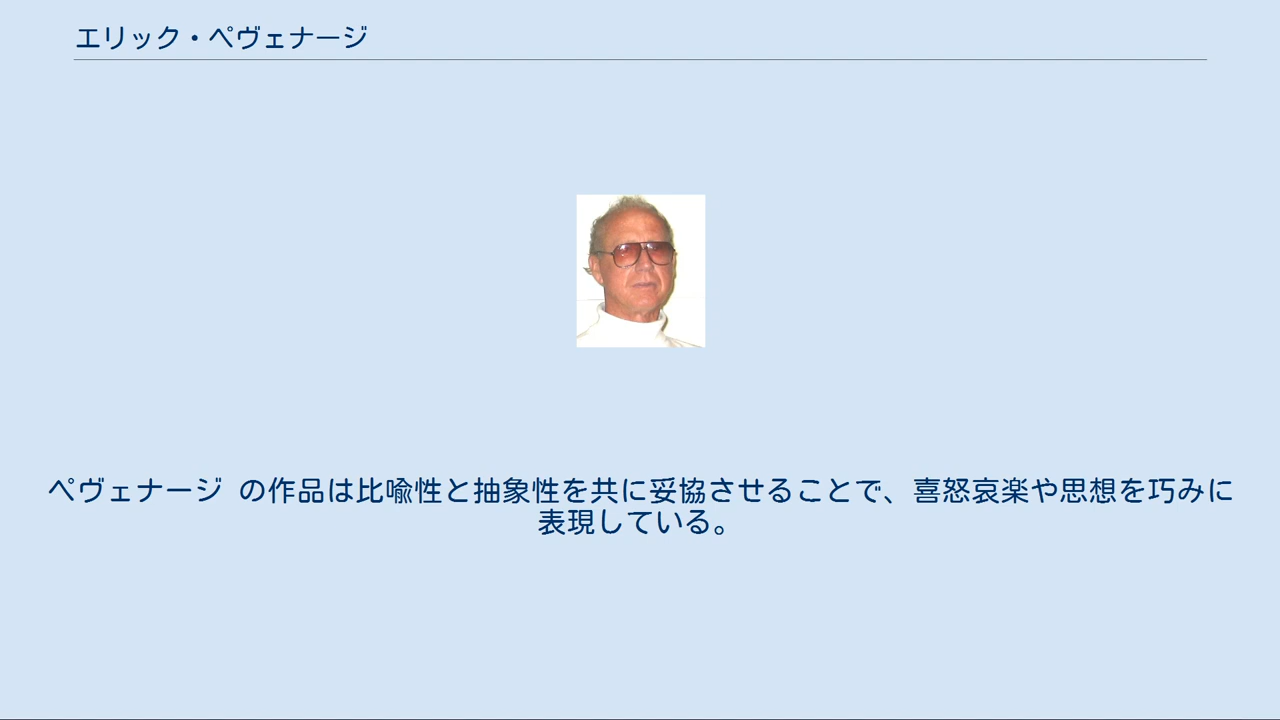 エリック・ペヴェナージ
ペヴェナージ の作品は比喩性と抽象性を共に妥協させることで、喜怒哀楽や思想を巧みに
表現している。